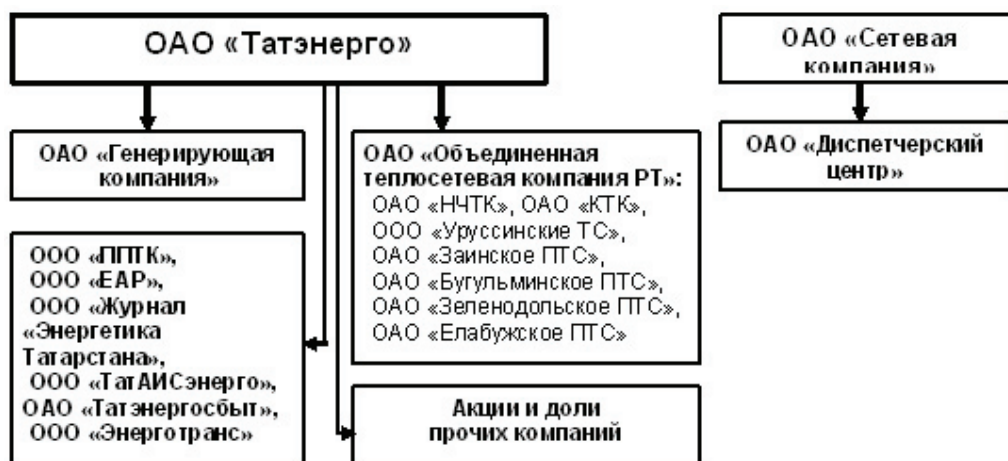 ОАО «Татэнерго»
ОАО «Сетевая
компания»
ОАО «Генерирующая
компания»
ОАО «Объединенная
теплосетевая компания РТ»:
ОАО «НЧТК», ОАО «КТК»,
ООО «Уруссинские ТС»,
ОАО «Заинское ПТС»,
ОАО «Бугульминское ПТС»,
ОАО «Зеленодольское ПТС»,
ОАО «Елабужское ПТС»
ОАО «Диспетчерский
центр»
ООО «ППТК»,
ООО «ЕАР»,
ООО «Журнал
«Энергетика
Татарстана»,
ООО «ТатАИСэнерго»,
ОАО «Татэнергосбыт»,
ООО «Энерготранс»
Акции и доли
прочих компаний